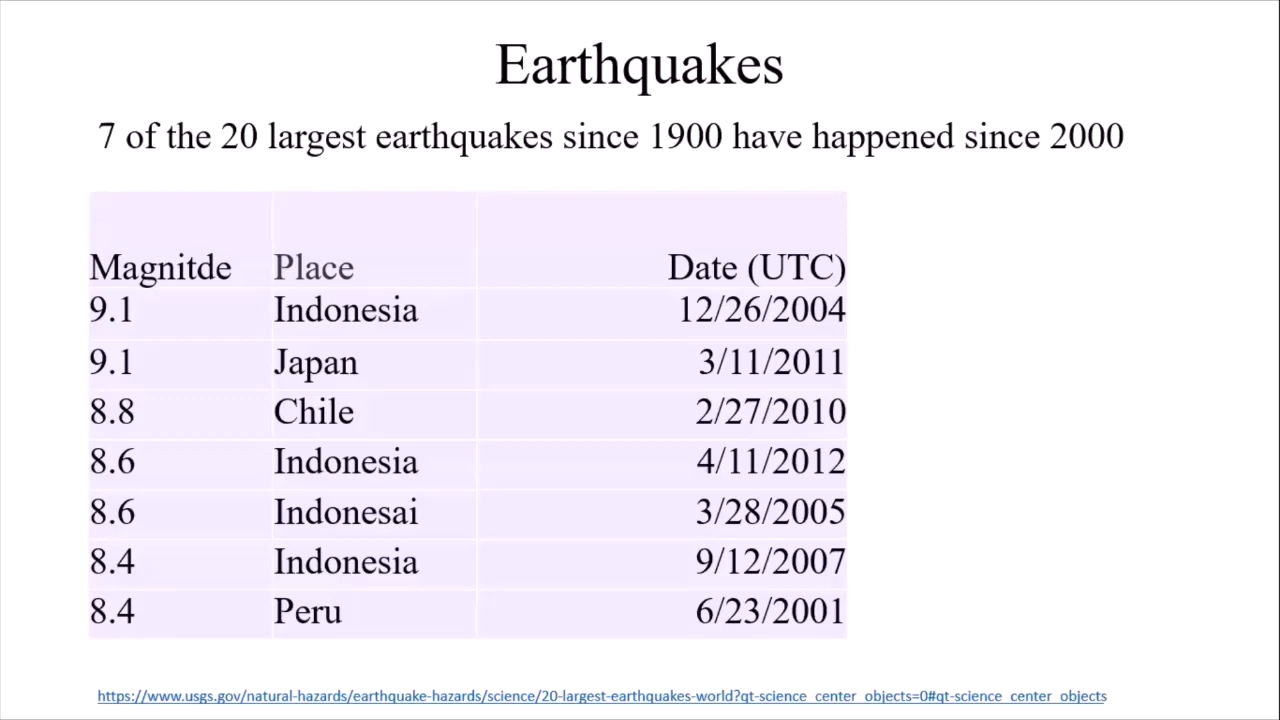 Earthquakes
7 of the 20 largest earthquakes since 1900 have happened since 2000
Magnitde Place Date (UTC)
9.1 Indonesia 12/26/2004
9.1 Japan 3/11/2011
8.8 Chile 2/27/2010
8.6 Indonesia 4/11/2012
8.6 Indonesai 3/28/2005
8.4 Indonesia 9/12/2007
8.4 Peru 6/23/2001
https://www.usgs.gov/natural-hazards/earthquake-hazards/science/20-largest-earthquakes-world?qt-science_center_objects=0#qt-science_center_objects